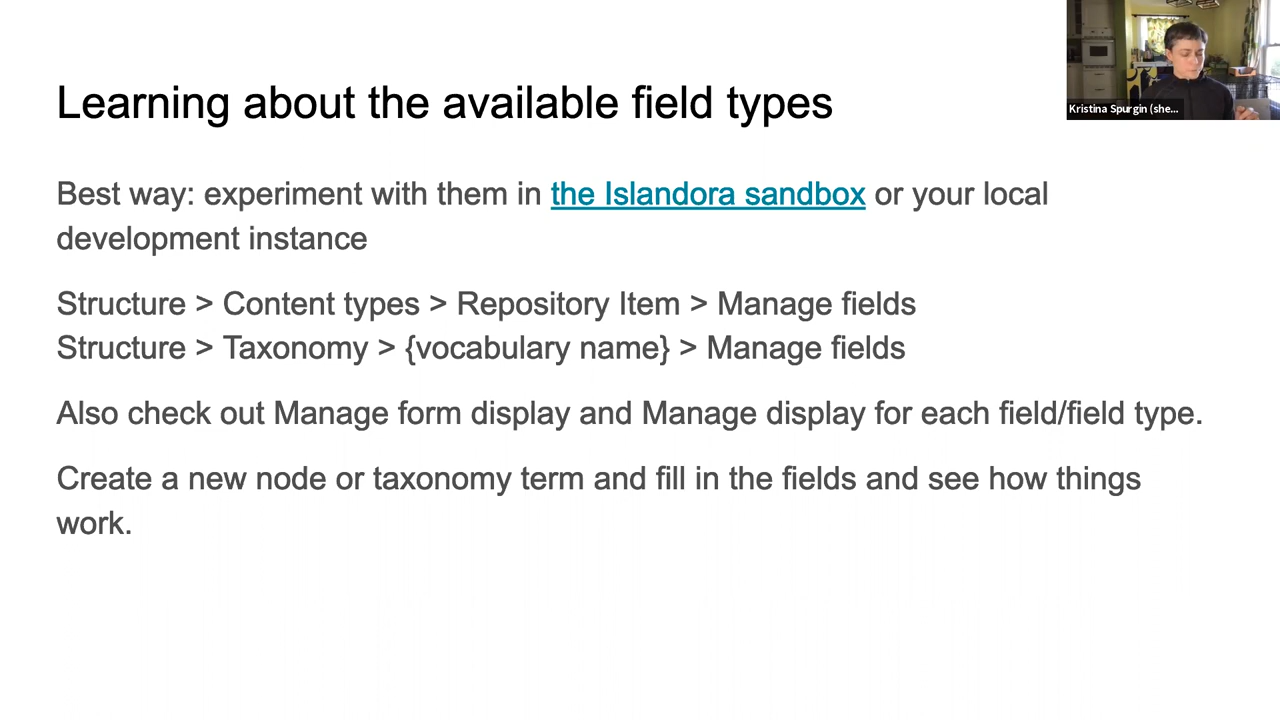 Learning about the available field types
Kristina Spurgin (she...
Best way: experiment with them in the Islandora sandbox or your local
development instance
Structure > Content types > Repository Item > Manage fields
Structure > Taxonomy > {vocabulary name} > Manage fields
Also check out Manage form display and Manage display for each field/field type.
Create a new node or taxonomy term and fill in the fields and see how things
work.